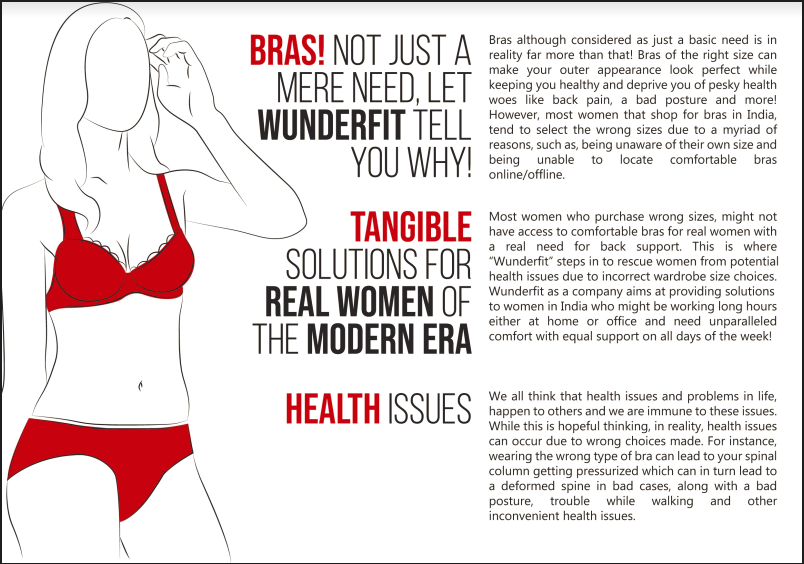 BRAS! NOT JUST A
MERE NEED, LET
WUNDERFIT TELL
YOU WHY!
Bras although considered as just a basic need is in
reality far more than that! Bras of the right size can
make your outer appearance look perfect while
keeping you healthy and deprive you of pesky health
woes like back pain, a bad posture and more!
However, most women that shop for bras in India,
tend to select the wrong sizes due to a myriad of
reasons, such as, being unaware of their own size and
being unable to locate comfortable bras
online/offline.
TANGIBLE
SOLUTIONS FOR
REAL WOMEN OF
THE MODERN ERA
Most women who purchase wrong sizes, might not
have access to comfortable bras for real women with
a real need for back support. This is where
“Wunderfit” steps in to rescue women from potential
health issues due to incorrect wardrobe size choices.
Wunderfit as a company aims at providing solutions
to women in India who might be working long hours
either at home or office and need unparalleled
comfort with equal support on all days of the week!
HEALTH ISSUES
We all think that health issues and problems in life,
happen to others and we are immune to these issues.
While this is hopeful thinking, in reality, health issues
can occur due to wrong choices made. For instance,
wearing the wrong type of bra can lead to your spinal
column getting pressurized which can in turn lead to
a deformed spine in bad cases, along with a bad
posture, trouble while walking and other
inconvenient health issues.